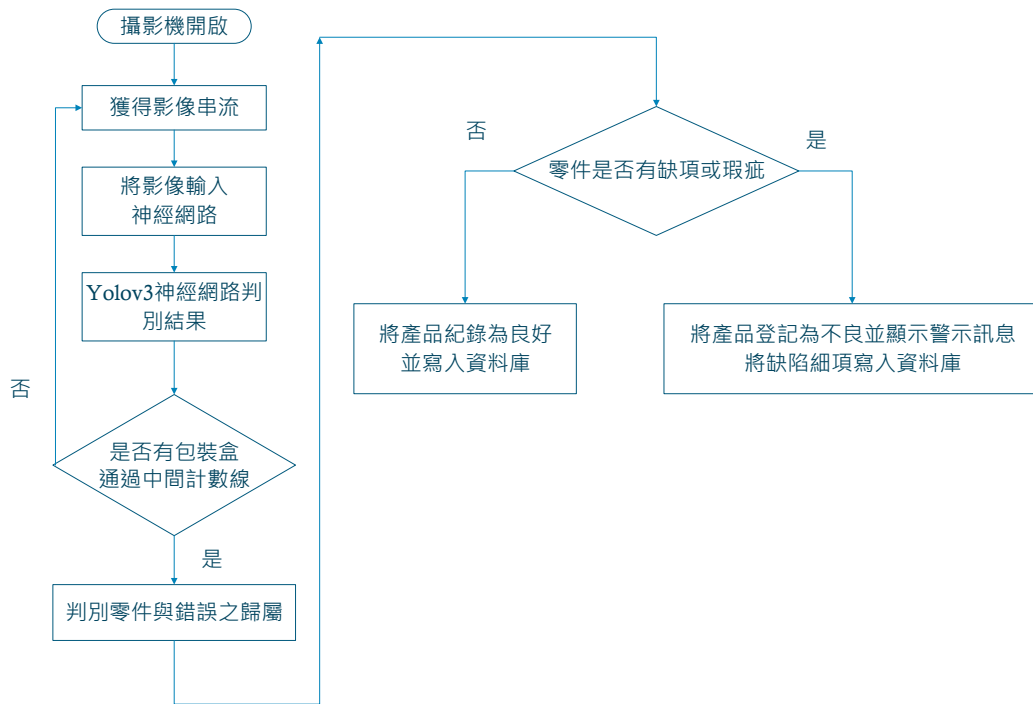 攝影機開啟
獲得影像串流
將影像輸入
神經網路
Yolov3神經網路判
別結果
否
是否有包裝盒
通過中間計數線
是
判別零件與錯誤之歸屬
否
是
零件是否有缺項或瑕疵
將產品紀錄為良好
並寫入資料庫
將產品登記為不良並顯示警示訊息
將缺陷細項寫入資料庫